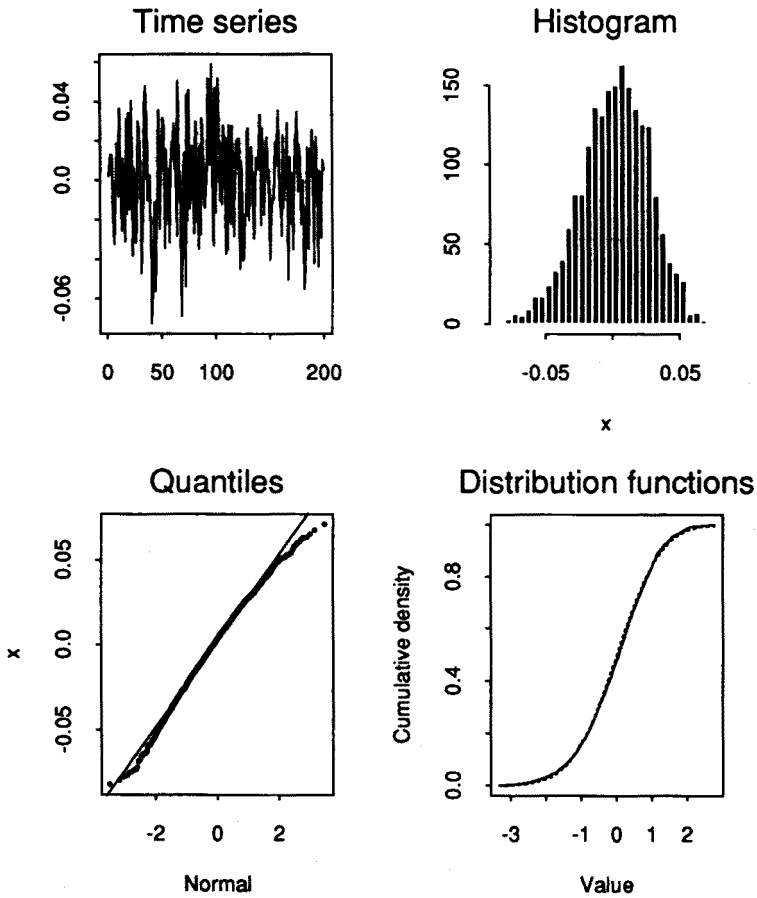 Time series
0.04
0.0
-0.06
0 50 100 200
Histogram
150
100
50
0
-0.05 0.05
x
Quantiles
0.05
0.0
-0.05
x
-2 0 2
Normal
Distribution functions
0.8
0.4
0.0
Cumulative density
-3 -1 0 1 2
Value